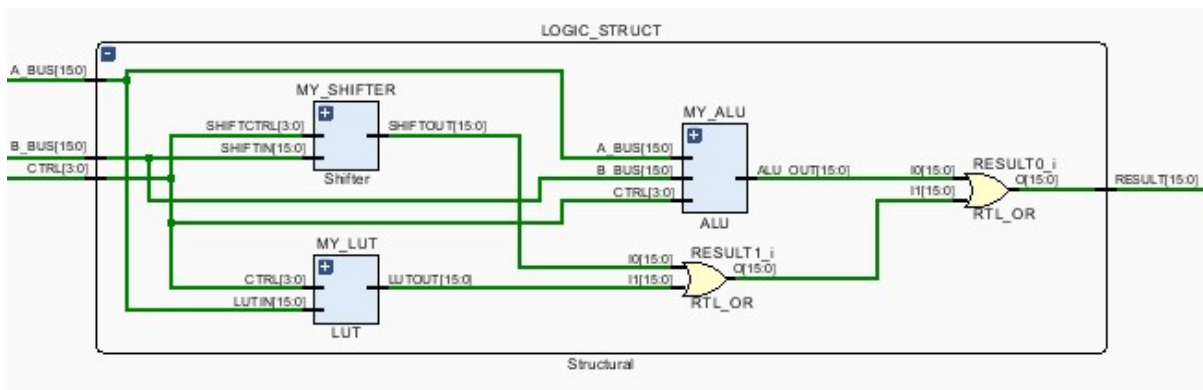 LOGIC_STRUCT
A_BUS[15:0]
MY_SHIFTER
MY_ALU
SHIFTCTRL[3:0]
SHIFTOUT[15:0]
B_BUS[15:0]
SHIFTIN[15:0]
A_BUS[15:0]
RESULT0_i
CTRL[3:0]
Shifter
B_BUS[15:0]
ALU_OUT[15:0]
I0[15:0]
O[15:0]
RESULT[15:0]
CTRL[3:0]
I1[15:0]
RTL_OR
ALU
MY_LUT
RESULT1_i
I0[15:0]
O[15:0]
CTRL[3:0]
LUTOUT[15:0]
I1[15:0]
LUTIN[15:0]
RTL_OR
LUT
Structural